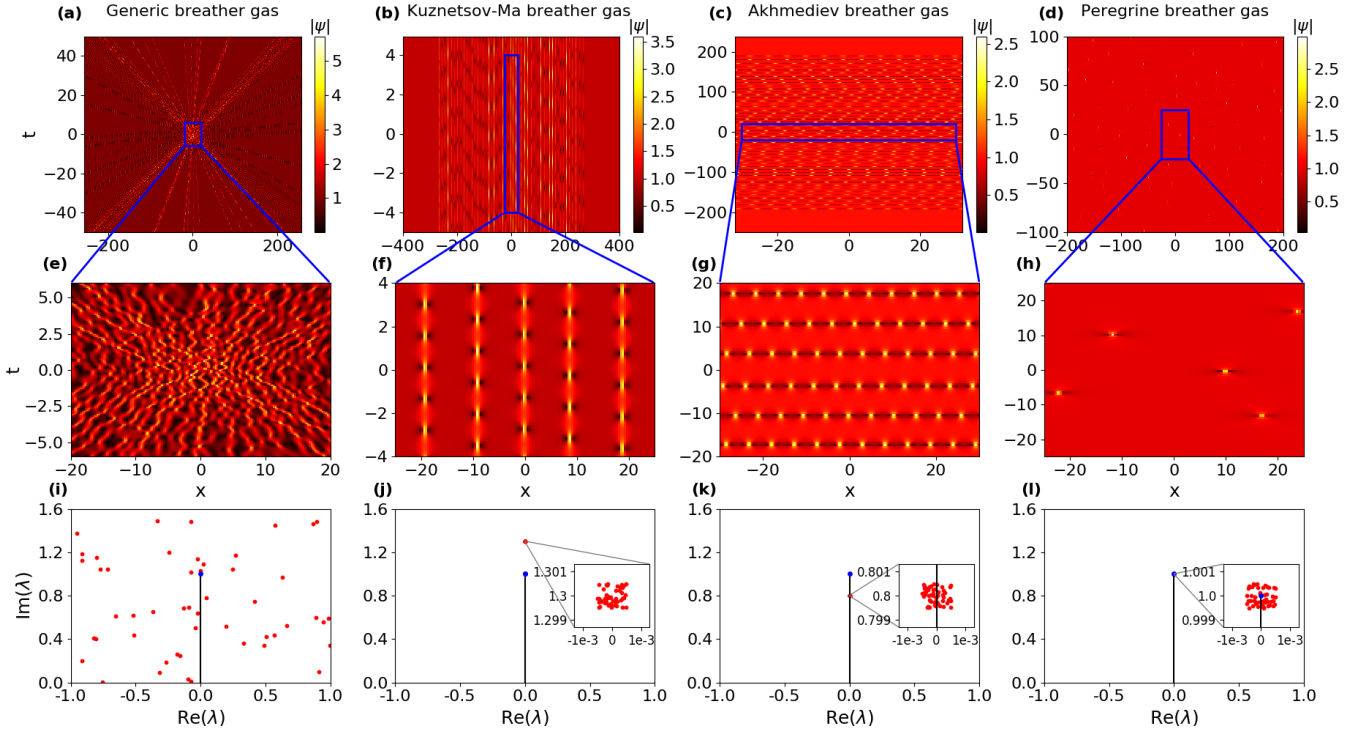 (a) Generic breather gas |ψ| (b) Kuznetsov-Ma breather gas |ψ| (c) Akhmediev breather gas |ψ| (d) Peregrine breather gas |ψ|
t 40 20 0 −20 −40 5 4 3 2 1
4 2 0 −2 −4 3.5 3.0 2.5 2.0 1.5 1.0 0.5
200 100 0 −100 −200 2.5 2.0 1.5 1.0 0.5
100 50 0 −50 −100 2.5 2.0 1.5 1.0 0.5
−200 0 200 −400 −200 0 200 400 −20 0 20 −200 −100 0 100 200
(e) (f) (g) (h)
t 5.0 2.5 0.0 −2.5 −5.0
4 2 0 −2 −4
20 10 0 −10 −20
20 10 0 −10 −20
−20 −10 0 10 20 −20 0 20 −20 0 20 −20 0 20
x x x x
(i) (j) (k) (l)
Im(λ) 1.6 1.2 0.8 0.4 0.0
1.6 1.2 0.8 0.4 0.0 1.301 1.3 1.299 -1e-3 0 1e-3
1.6 1.2 0.8 0.4 0.0 0.801 0.8 0.799 -1e-3 0 1e-3
1.6 1.2 0.8 0.4 0.0 1.001 1.0 0.999 -1e-3 0 1e-3
-1.0 -0.5 0.0 0.5 1.0 -1.0 -0.5 0.0 0.5 1.0 -1.0 -0.5 0.0 0.5 1.0 -1.0 -0.5 0.0 0.5 1.0
Re(λ) Re(λ) Re(λ) Re(λ)